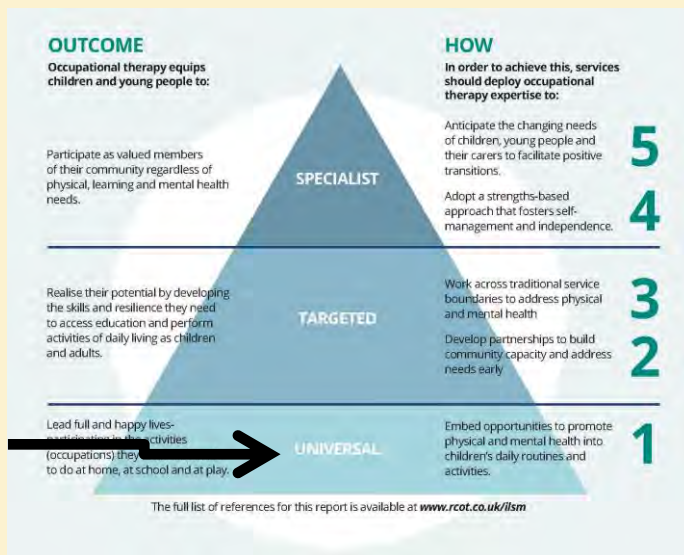 OUTCOME
Occupational therapy equips
children and young people to:
Participate as valued members
of their community regardless of
physical, learning and mental health
needs.
Realise their potential by developing
the skills and resilience they need
to access education and perform
activities of daily living as children
and adults.
Lead full and happy lives-
participating in the activities
(occupations) they
to do at home, at school and at play.
SPECIALIST
TARGETED
UNIVERSAL
HOW
In order to achieve this, services
should deploy occupational
therapy expertise to:
Anticipate the changing needs
of children, young people and
their carers to facilitate positive
transitions.
5
Adopt a strengths-based
approach that fosters self-
management and independence.
4
Work across traditional service
boundaries to address physical
and mental health
3
Develop partnerships to build
community capacity and address
needs early
2
Embed opportunities to promote
physical and mental health into
children's daily routines and
activities.
1
The full list of references for this report is available at www.rcot.co.uk/ilsm